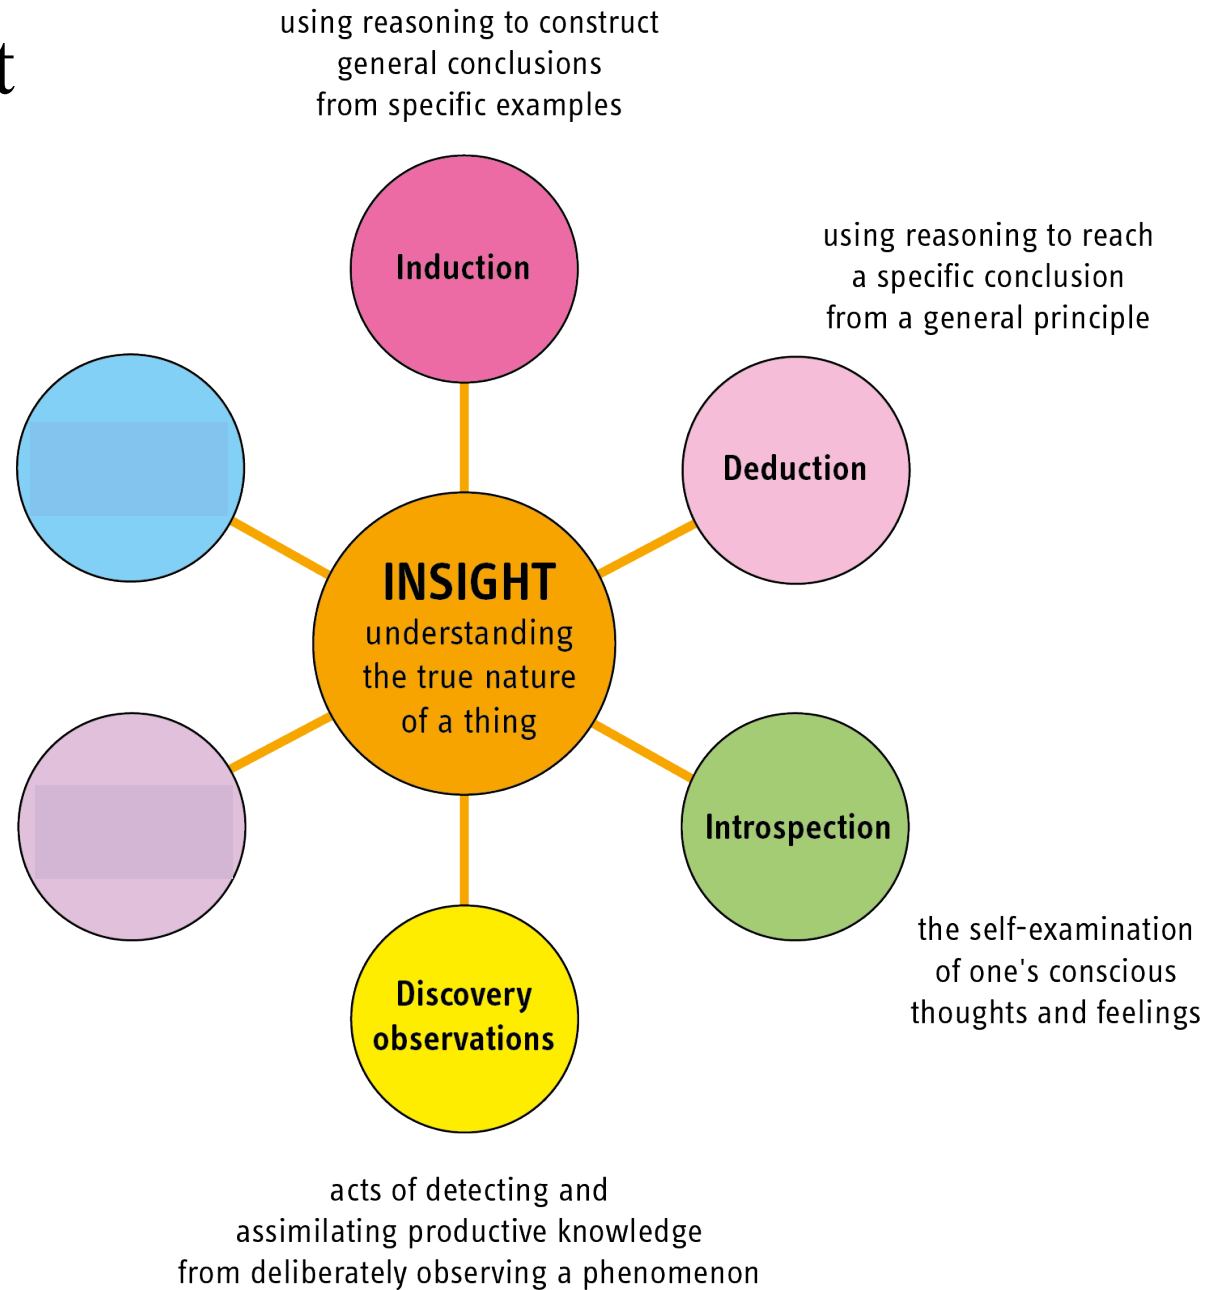 t
using reasoning to construct
general conclusions
from specific examples
Induction
using reasoning to reach
a specific conclusion
from a general principle
Deduction
INSIGHT
understanding
the true nature
of a thing
Introspection
the self-examination
of one's conscious
thoughts and feelings
Discovery
observations
acts of detecting and
assimilating productive knowledge
from deliberately observing a phenomenon